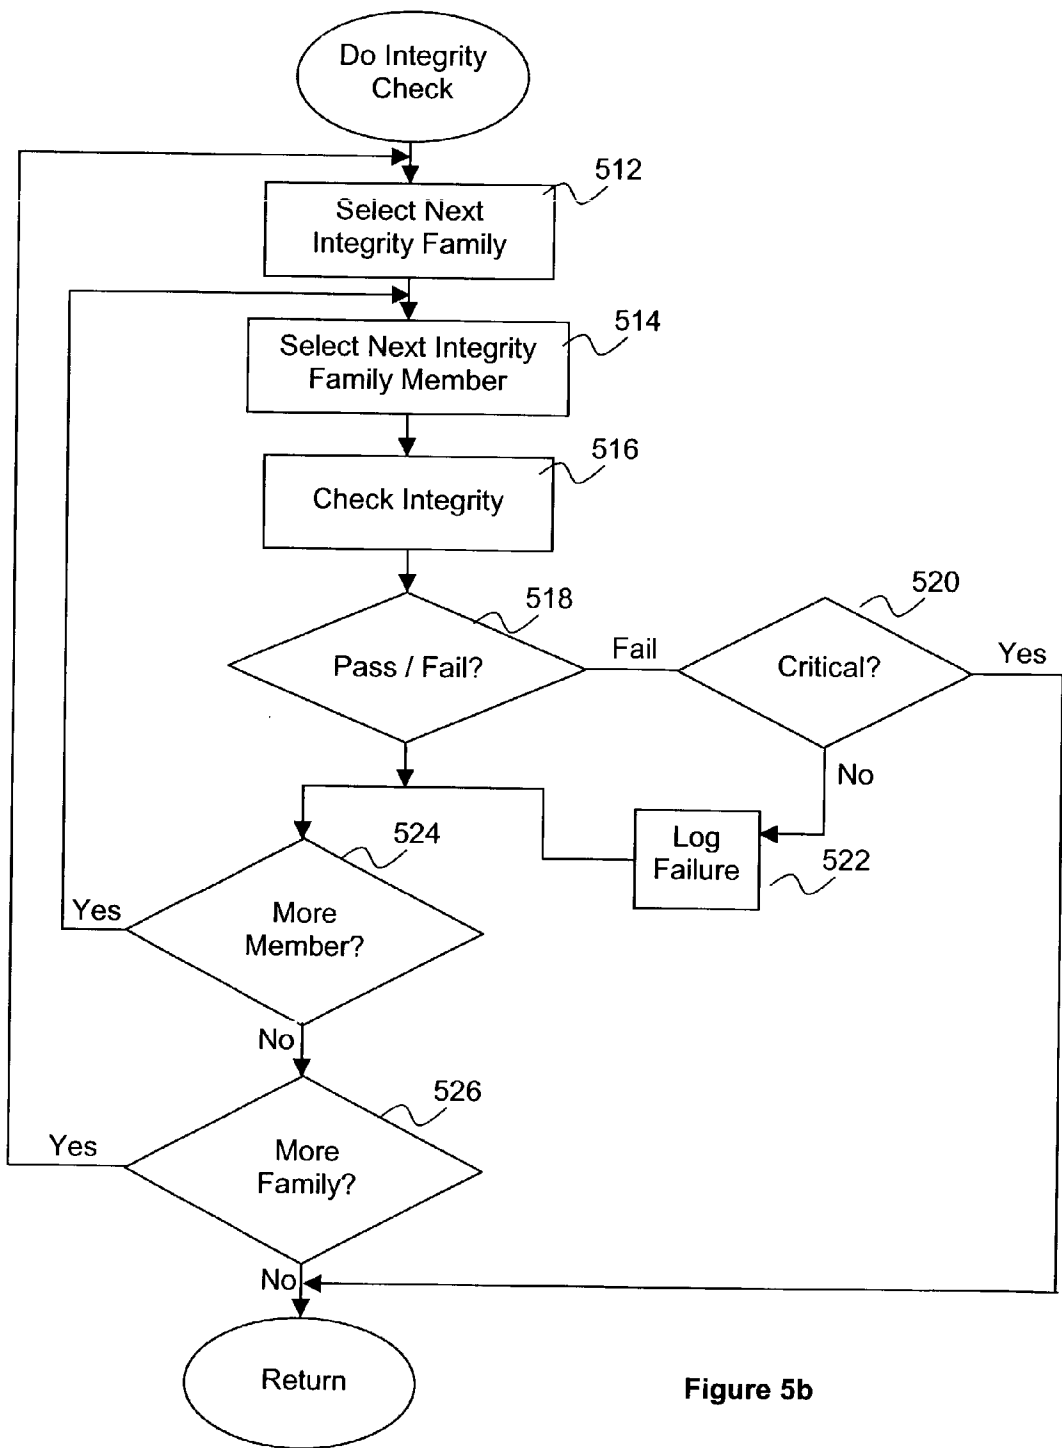 Do Integrity
Check
512
Select Next
Integrity Family
514
Select Next Integrity
Family Member
516
Check Integrity
518
Pass / Fail?
Fail
520
Critical?
Yes
No
Log
Failure
522
524
More
Member?
Yes
No
526
More
Family?
Yes
No
Return
Figure 5b